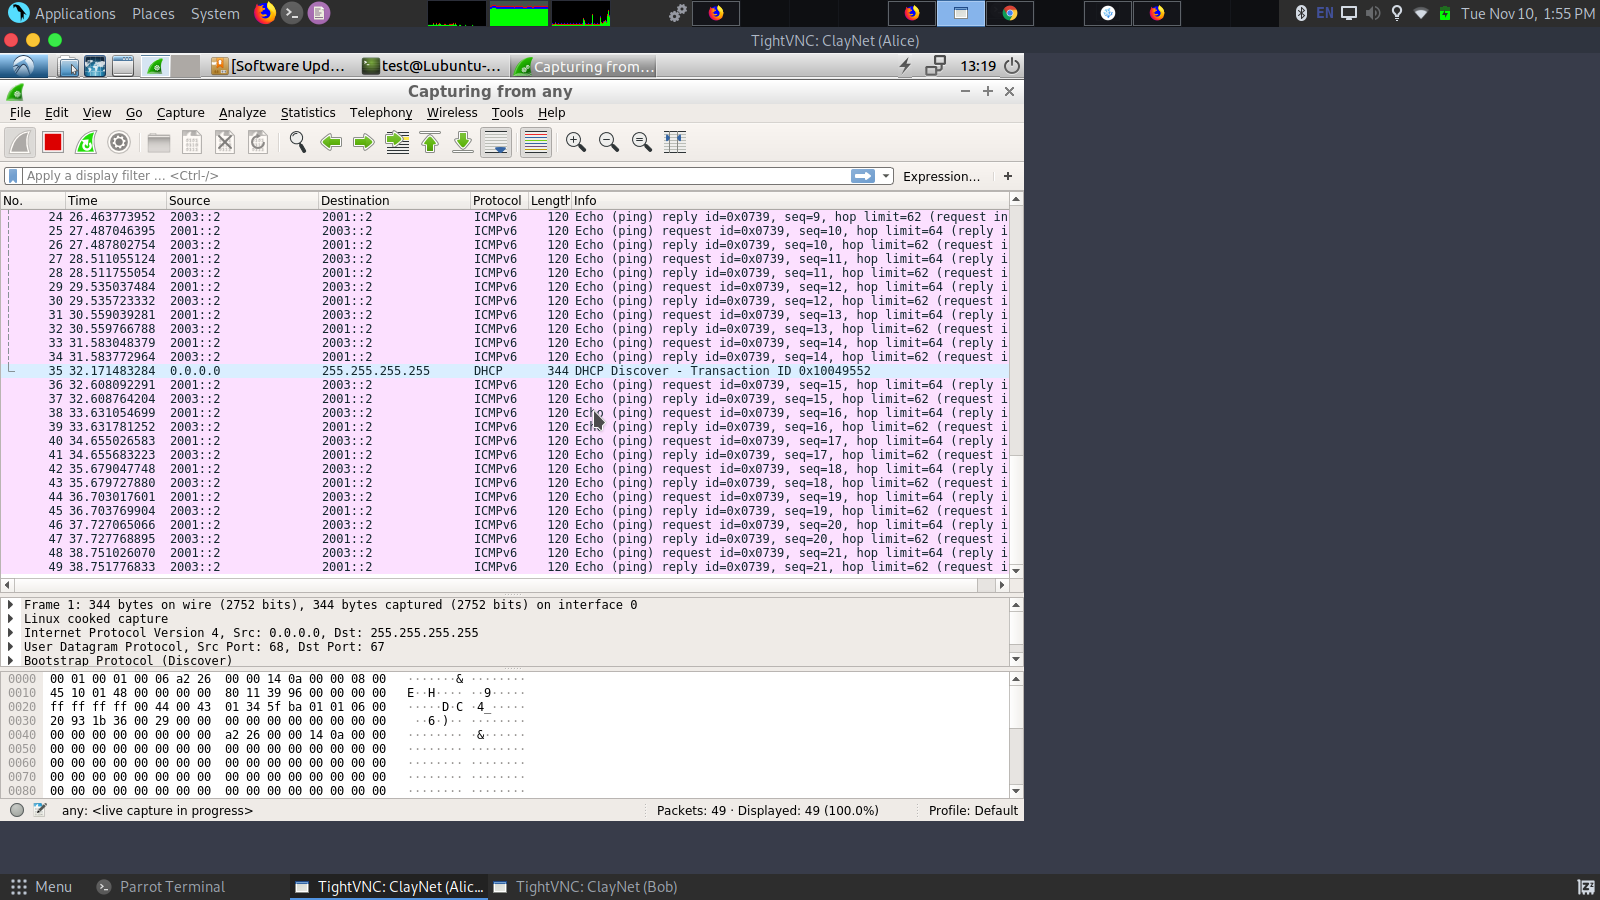 Applications Places System EN Tue Nov 10, 1:55 PM
TightVNC: ClayNet (Alice)
[Software Upd... test@Lubuntu-... Capturing from... 13:19
Capturing from any
File Edit View Go Capture Analyze Statistics Telephony Wireless Tools Help
Apply a display filter ... <Ctrl-/> Expression... +
No. Time Source Destination Protocol Length Info
24 26.463773952 2003::2 2001::2 ICMPv6 120 Echo (ping) reply id=0x0739, seq=9, hop limit=62 (request in
25 27.487046395 2001::2 2003::2 ICMPv6 120 Echo (ping) request id=0x0739, seq=10, hop limit=64 (reply i
26 27.487802754 2003::2 2001::2 ICMPv6 120 Echo (ping) reply id=0x0739, seq=10, hop limit=62 (request i
27 28.511055124 2001::2 2003::2 ICMPv6 120 Echo (ping) request id=0x0739, seq=11, hop limit=64 (reply i
28 28.511755054 2003::2 2001::2 ICMPv6 120 Echo (ping) reply id=0x0739, seq=11, hop limit=62 (request i
29 29.535037484 2001::2 2003::2 ICMPv6 120 Echo (ping) request id=0x0739, seq=12, hop limit=64 (reply i
30 29.535723332 2003::2 2001::2 ICMPv6 120 Echo (ping) reply id=0x0739, seq=12, hop limit=62 (request i
31 30.559039281 2001::2 2003::2 ICMPv6 120 Echo (ping) request id=0x0739, seq=13, hop limit=64 (reply i
32 30.559766788 2003::2 2001::2 ICMPv6 120 Echo (ping) reply id=0x0739, seq=13, hop limit=62 (request i
33 31.583048379 2001::2 2003::2 ICMPv6 120 Echo (ping) request id=0x0739, seq=14, hop limit=64 (reply i
34 31.583772964 2003::2 2001::2 ICMPv6 120 Echo (ping) reply id=0x0739, seq=14, hop limit=62 (request i
35 32.171483284 0.0.0.0 255.255.255.255 DHCP 344 DHCP Discover - Transaction ID 0x10049552
36 32.608092291 2001::2 2003::2 ICMPv6 120 Echo (ping) request id=0x0739, seq=15, hop limit=64 (reply i
37 32.608764204 2003::2 2001::2 ICMPv6 120 Echo (ping) reply id=0x0739, seq=15, hop limit=62 (request i
38 33.631054699 2001::2 2003::2 ICMPv6 120 Echo (ping) request id=0x0739, seq=16, hop limit=64 (reply i
39 33.631781252 2003::2 2001::2 ICMPv6 120 Echo (ping) reply id=0x0739, seq=16, hop limit=62 (request i
40 34.655026583 2001::2 2003::2 ICMPv6 120 Echo (ping) request id=0x0739, seq=17, hop limit=64 (reply i
41 34.655683223 2003::2 2001::2 ICMPv6 120 Echo (ping) reply id=0x0739, seq=17, hop limit=62 (request i
42 35.679047748 2001::2 2003::2 ICMPv6 120 Echo (ping) request id=0x0739, seq=18, hop limit=64 (reply i
43 35.679727880 2003::2 2001::2 ICMPv6 120 Echo (ping) reply id=0x0739, seq=18, hop limit=62 (request i
44 36.703017601 2001::2 2003::2 ICMPv6 120 Echo (ping) request id=0x0739, seq=19, hop limit=64 (reply i
45 36.703769904 2003::2 2001::2 ICMPv6 120 Echo (ping) reply id=0x0739, seq=19, hop limit=62 (request i
46 37.727065066 2001::2 2003::2 ICMPv6 120 Echo (ping) request id=0x0739, seq=20, hop limit=64 (reply i
47 37.727768895 2003::2 2001::2 ICMPv6 120 Echo (ping) reply id=0x0739, seq=20, hop limit=62 (request i
48 38.751026070 2001::2 2003::2 ICMPv6 120 Echo (ping) request id=0x0739, seq=21, hop limit=64 (reply i
49 38.751776833 2003::2 2001::2 ICMPv6 120 Echo (ping) reply id=0x0739, seq=21, hop limit=62 (request i
Frame 1: 344 bytes on wire (2752 bits), 344 bytes captured (2752 bits) on interface 0
Linux cooked capture
Internet Protocol Version 4, Src: 0.0.0.0, Dst: 255.255.255.255
User Datagram Protocol, Src Port: 68, Dst Port: 67
Bootstrap Protocol (Discover)
0000 00 01 00 01 00 06 a2 26 00 00 14 0a 00 00 08 00 ·······& ········
0010 45 10 01 48 00 00 00 00 80 11 39 96 00 00 00 00 E··H···· ··9·····
0020 ff ff ff ff 00 44 00 43 01 34 5f ba 01 01 06 00 ·····D·C ·4_·····
0030 20 93 1b 36 00 29 00 00 00 00 00 00 00 00 00 00 ···6·)·· ········
0040 00 00 00 00 00 00 00 00 a2 26 00 00 14 0a 00 00 ········ ·&······
0050 00 00 00 00 00 00 00 00 00 00 00 00 00 00 00 00 ········ ········
0060 00 00 00 00 00 00 00 00 00 00 00 00 00 00 00 00 ········ ········
0070 00 00 00 00 00 00 00 00 00 00 00 00 00 00 00 00 ········ ········
0080 00 00 00 00 00 00 00 00 00 00 00 00 00 00 00 00 ········ ········
any: <live capture in progress> Packets: 49 · Displayed: 49 (100.0%) Profile: Default
Menu Parrot Terminal TightVNC: ClayNet (Alic... TightVNC: ClayNet (Bob)